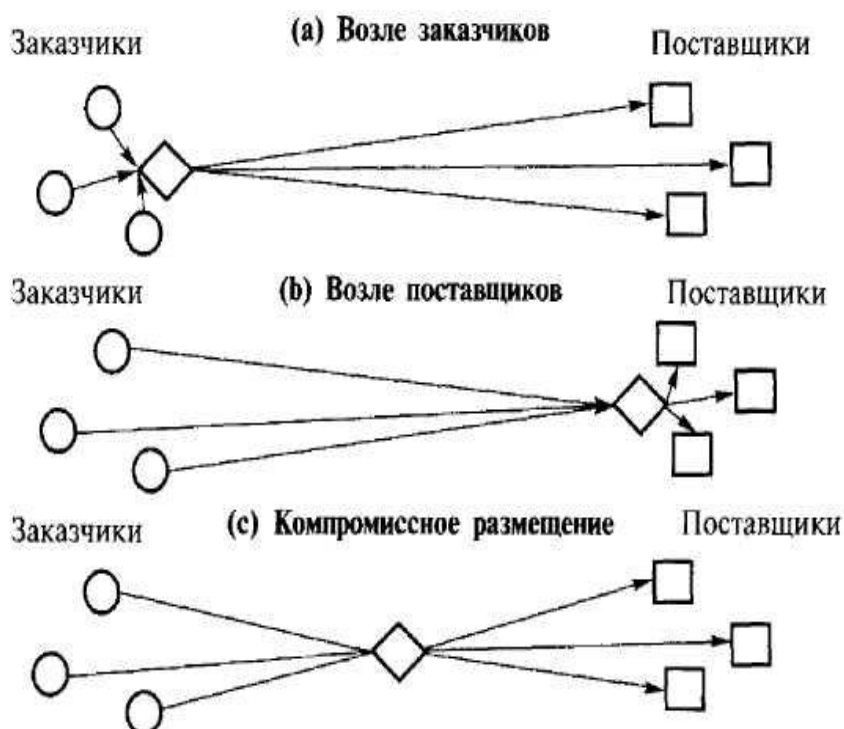 Заказчики (a) Возле заказчиков Поставщики
Заказчики (b) Возле поставщиков Поставщики
Заказчики (c) Компромиссное размещение Поставщики